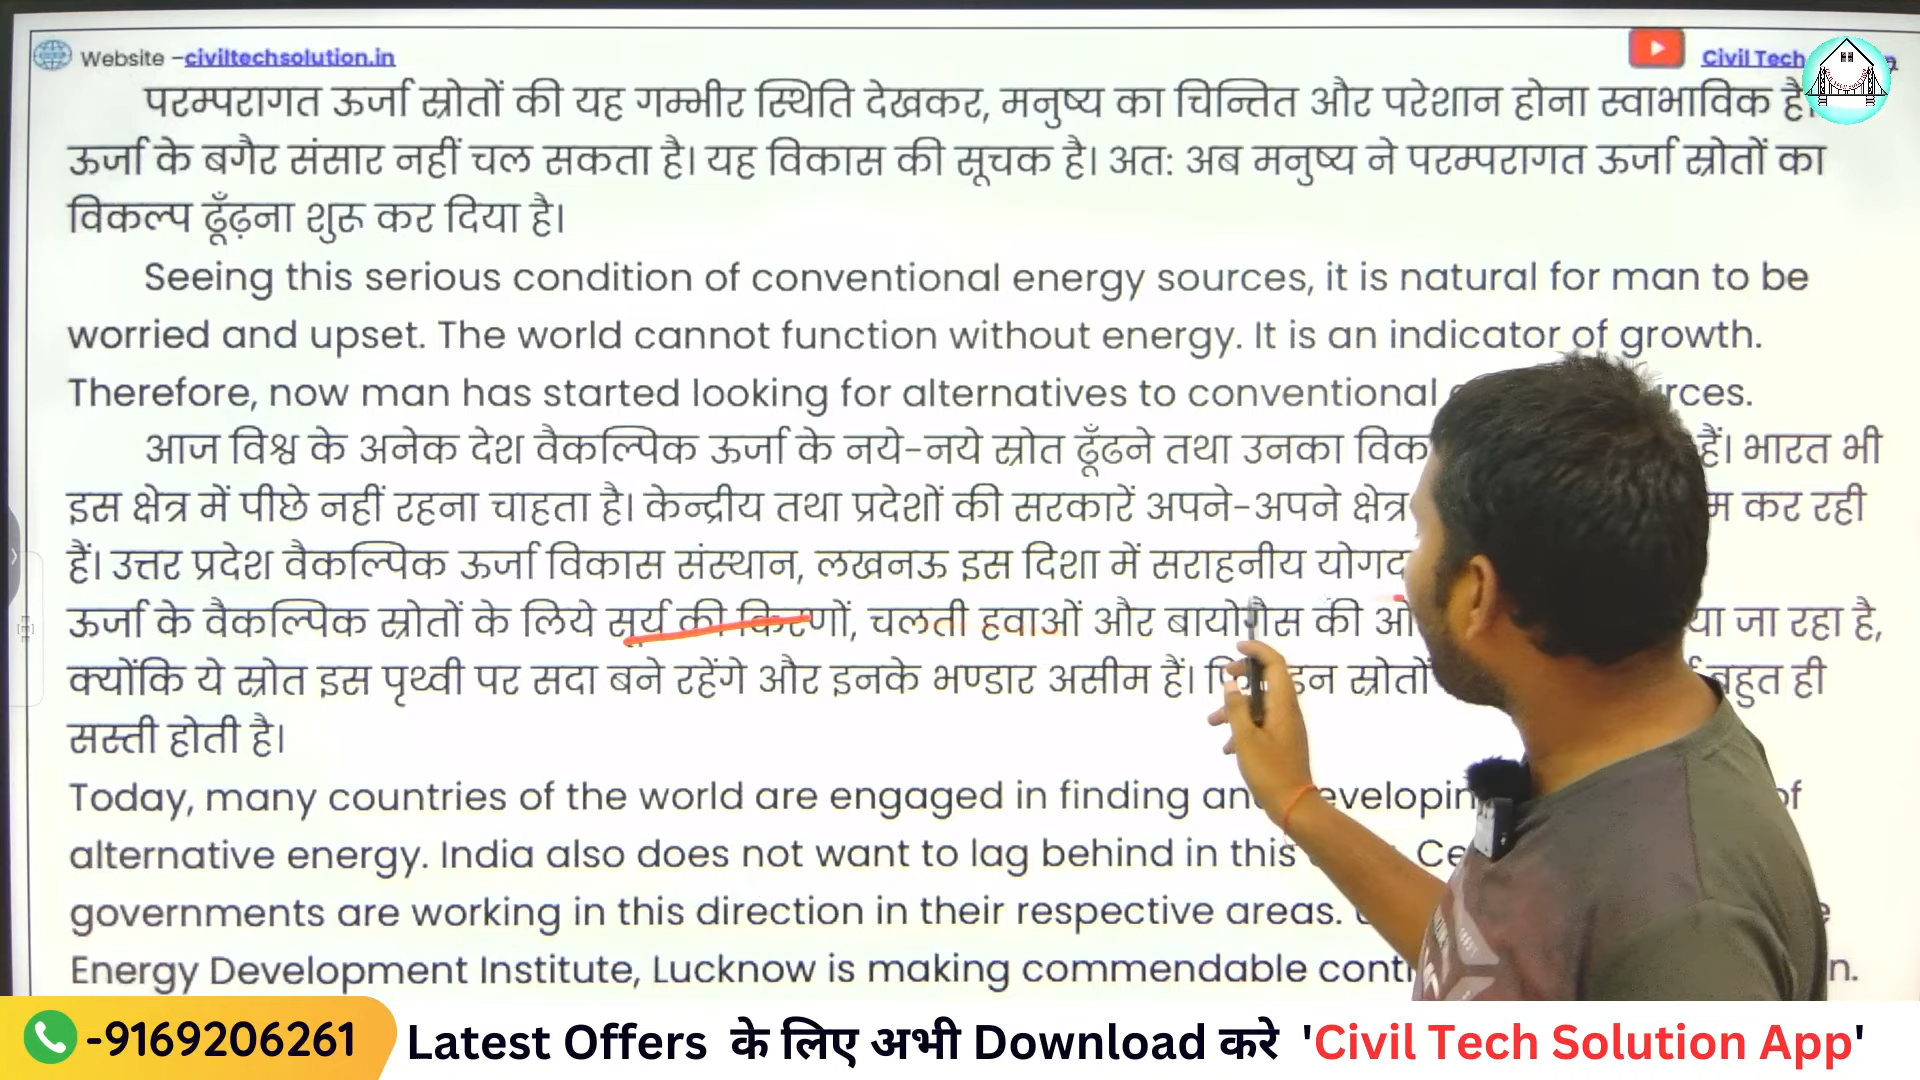 Website –civiltechsolution.in
Civil Tech
परम्परागत ऊर्जा स्रोतों की यह गम्भीर स्थिति देखकर, मनुष्य का चिन्तित और परेशान होना स्वाभाविक है।
ऊर्जा के बगैर संसार नहीं चल सकता है। यह विकास की सूचक है। अत: अब मनुष्य ने परम्परागत ऊर्जा स्रोतों का
विकल्प ढूँढ़ना शुरू कर दिया है।
Seeing this serious condition of conventional energy sources, it is natural for man to be
worried and upset. The world cannot function without energy. It is an indicator of growth.
Therefore, now man has started looking for alternatives to conventional
आज विश्व के अनेक देश वैकल्पिक ऊर्जा के नये-नये स्रोत ढूँढने तथा उनका हैं। भारत भी
इस क्षेत्र में पीछे नहीं रहना चाहता है। केन्द्रीय तथा प्रदेशों की सरकारें अपने-अपने क्षेत्र कर रही
हैं। उत्तर प्रदेश वैकल्पिक ऊर्जा विकास संस्थान, लखनऊ इस दिशा में सराहनीय
ऊर्जा के वैकल्पिक स्रोतों के लिये सूर्य की किरणों, चलती हवाओं और बायोगैस की जा रहा है,
क्योंकि ये स्रोत इस पृथ्वी पर सदा बने रहेंगे और इनके भण्डार असीम हैं। इन स्रोतों बहुत ही
सस्ती होती है।
Today, many countries of the world are engaged in finding of
alternative energy. India also does not want to lag behind in this
governments are working in this direction in their respective areas.
Energy Development Institute, Lucknow is making commendable
-9169206261 Latest Offers के लिए अभी Download करे 'Civil Tech Solution App'